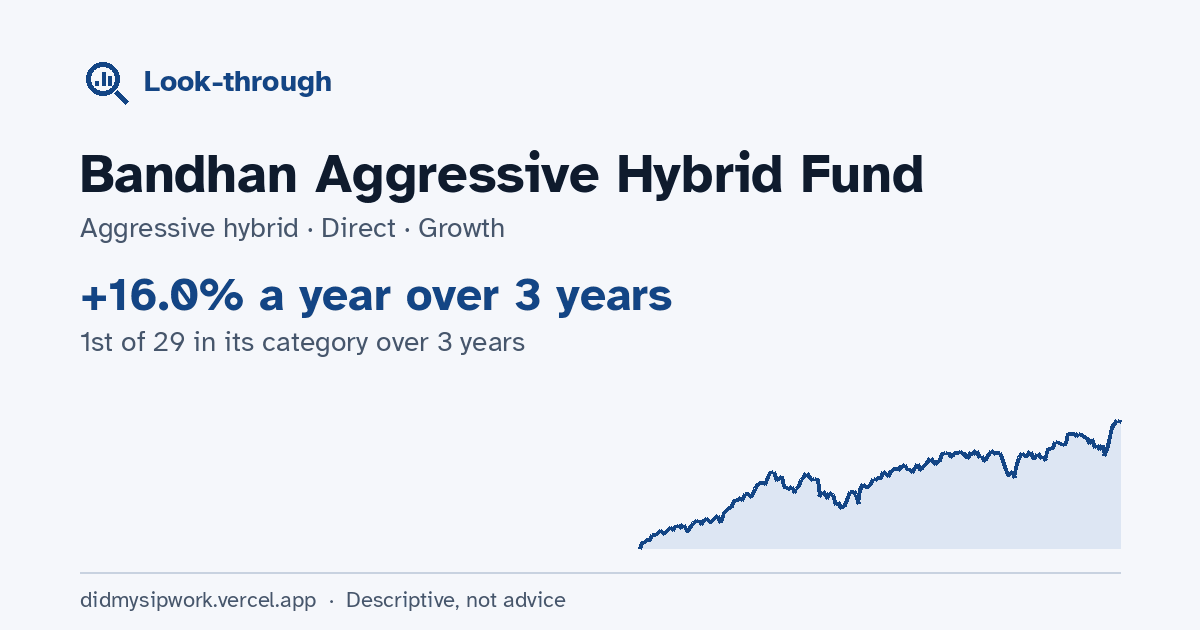 Look-through
Bandhan Aggressive Hybrid Fund
Aggressive hybrid · Direct · Growth
+16.0% a year over 3 years
1st of 29 in its category over 3 years
didmysipwork.vercel.app · Descriptive, not advice